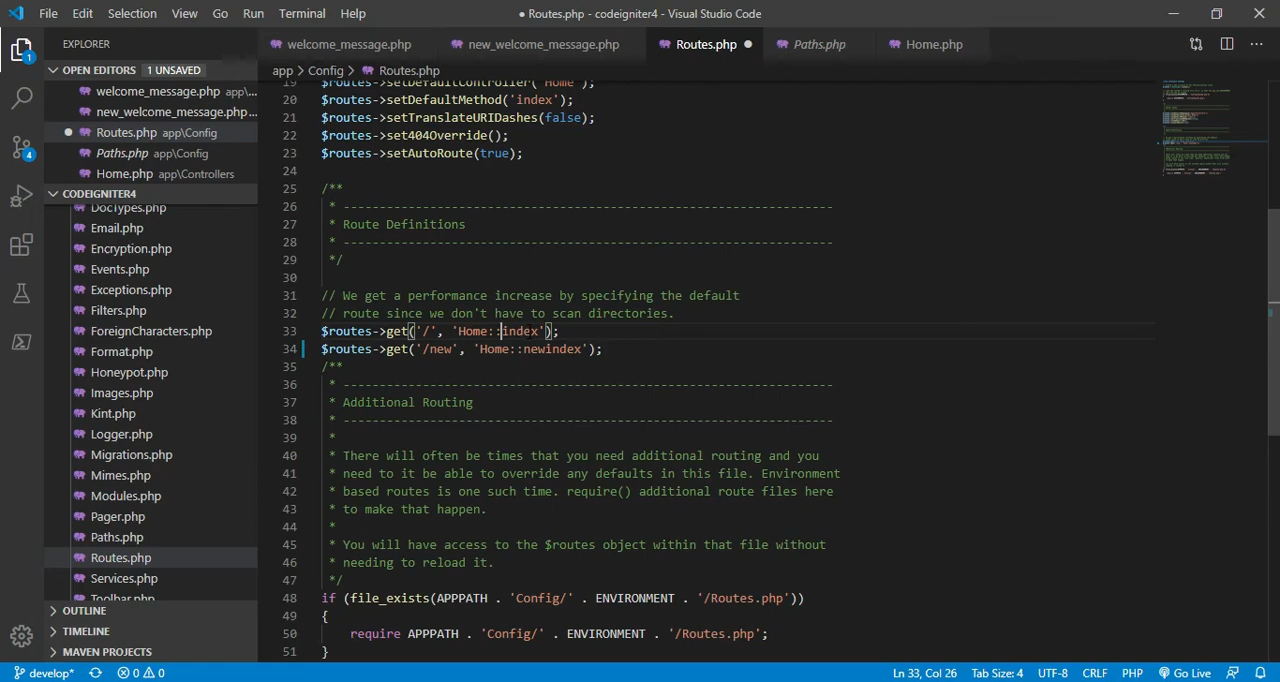 File Edit Selection View Go Run Terminal Help
● Routes.php - codeigniter4 - Visual Studio Code
EXPLORER
OPEN EDITORS 1 UNSAVED
welcome_message.php app\...
new_welcome_message.php...
Routes.php app\Config
Paths.php app\Config
Home.php app\Controllers
CODEIGNITER4
DocTypes.php
Email.php
Encryption.php
Events.php
Exceptions.php
Filters.php
ForeignCharacters.php
Format.php
Honeypot.php
Images.php
Kint.php
Logger.php
Migrations.php
Mimes.php
Modules.php
Pager.php
Paths.php
Routes.php
Services.php
Toolbar.php
OUTLINE
TIMELINE
MAVEN PROJECTS
1
4
welcome_message.php new_welcome_message.php Routes.php Paths.php Home.php
app > Config > Routes.php
19 $routes->setDefaultController('Home');
20 $routes->setDefaultMethod('index');
21 $routes->setTranslateURIDashes(false);
22 $routes->set404Override();
23 $routes->setAutoRoute(true);
24
25 /**
26 * --------------------------------------------------------------------
27 * Route Definitions
28 * --------------------------------------------------------------------
29 */
30
31 // We get a performance increase by specifying the default
32 // route since we don't have to scan directories.
33 $routes->get('/', 'Home::index');
34 $routes->get('/new', 'Home::newindex');
35 /**
36 * --------------------------------------------------------------------
37 * Additional Routing
38 * --------------------------------------------------------------------
39 *
40 * There will often be times that you need additional routing and you
41 * need to it be able to override any defaults in this file. Environment
42 * based routes is one such time. require() additional route files here
43 * to make that happen.
44 *
45 * You will have access to the $routes object within that file without
46 * needing to reload it.
47 */
48 if (file_exists(APPPATH . 'Config/' . ENVIRONMENT . '/Routes.php'))
49 {
50 require APPPATH . 'Config/' . ENVIRONMENT . '/Routes.php';
51 }
develop* 0 0 Ln 33, Col 26 Tab Size: 4 UTF-8 CRLF PHP Go Live